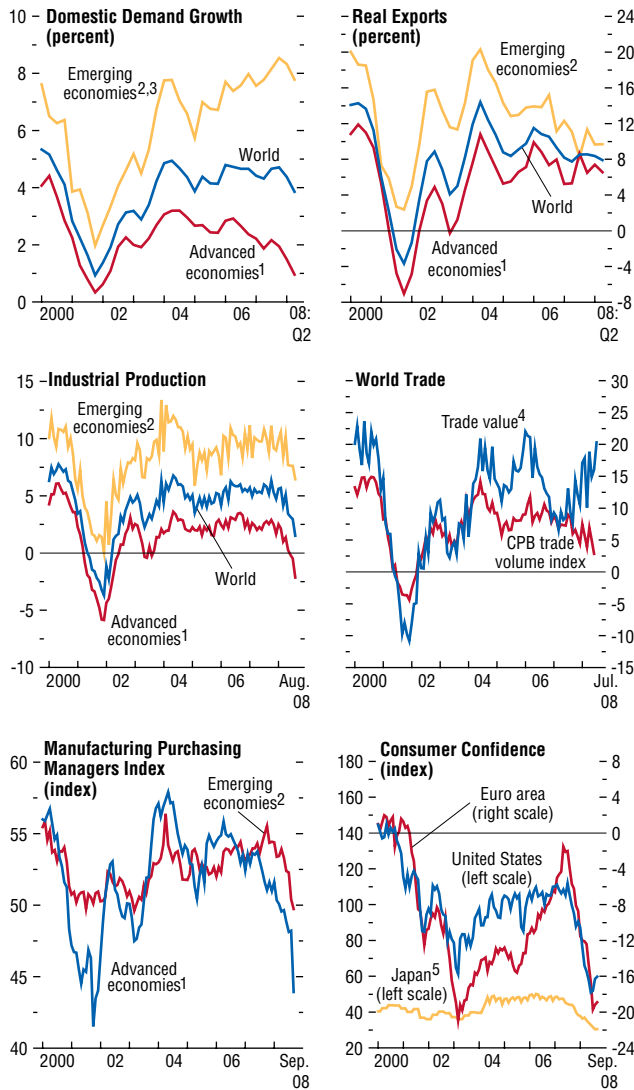 Domestic Demand Growth
(percent)
10
8
6
4
2
0
Emerging
economies2,3
World
Advanced
economies1
2000 02 04 06 08:
Q2
Real Exports
(percent)
24
20
16
12
8
4
0
-4
-8
Emerging
economies2
World
Advanced
economies1
2000 02 04 06 08:
Q2
Industrial Production
15
10
5
0
-5
-10
Emerging
economies2
World
Advanced
economies1
2000 02 04 06 Aug.
08
World Trade
30
25
20
15
10
5
0
-5
-10
-15
Trade value4
CPB trade
volume index
2000 02 04 06 Jul.
08
Manufacturing Purchasing
Managers Index
(index)
60
55
50
45
40
Emerging
economies2
Advanced
economies1
2000 02 04 06 Sep.
08
Consumer Confidence
(index)
180
160
140
120
100
80
60
40
20
8
4
0
-4
-8
-12
-16
-20
-24
Euro area
(right scale)
United States
(left scale)
Japan5
(left scale)
2000 02 04 06 Sep.
08